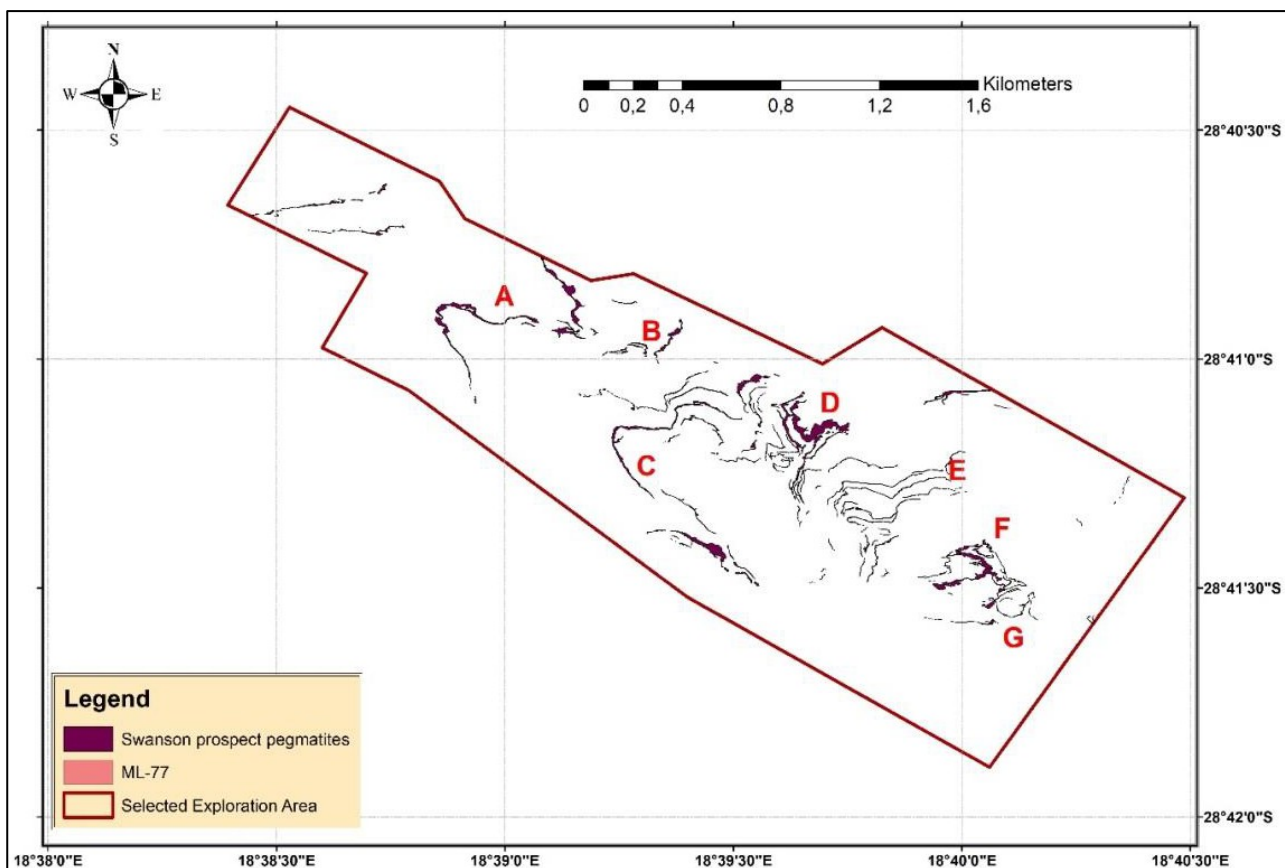 N
W E
S
Kilometers
0 0,2 0,4 0,8 1,2 1,6
28°40'30"S
28°41'0"S
28°41'30"S
28°42'0"S
A
B
C
D
E
F
G
Legend
Swanson prospect pegmatites
ML-77
Selected Exploration Area
18°38'0"E 18°38'30"E 18°39'0"E 18°39'30"E 18°40'0"E 18°40'30"E